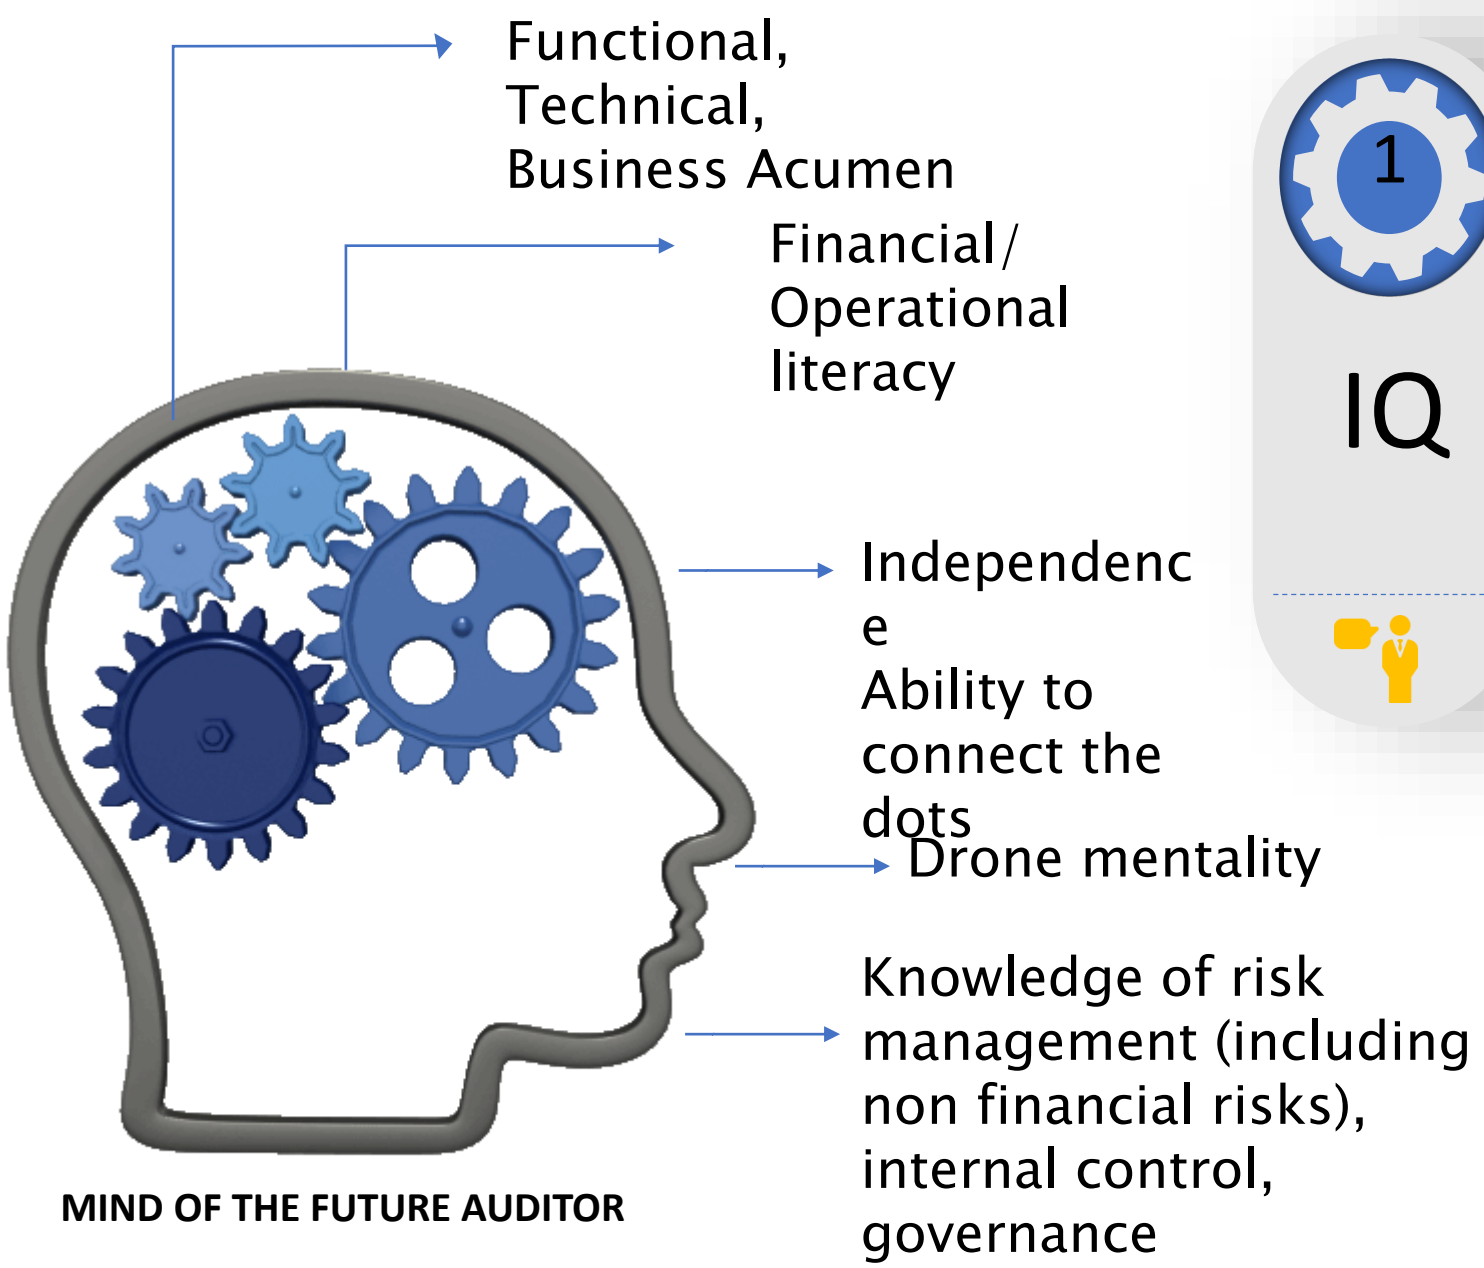 Functional,
Technical,
Business Acumen
Financial/
Operational
literacy
Independenc
e
Ability to
connect the
dots
Drone mentality
Knowledge of risk
management (including
non financial risks),
internal control,
governance
MIND OF THE FUTURE AUDITOR
1
IQ